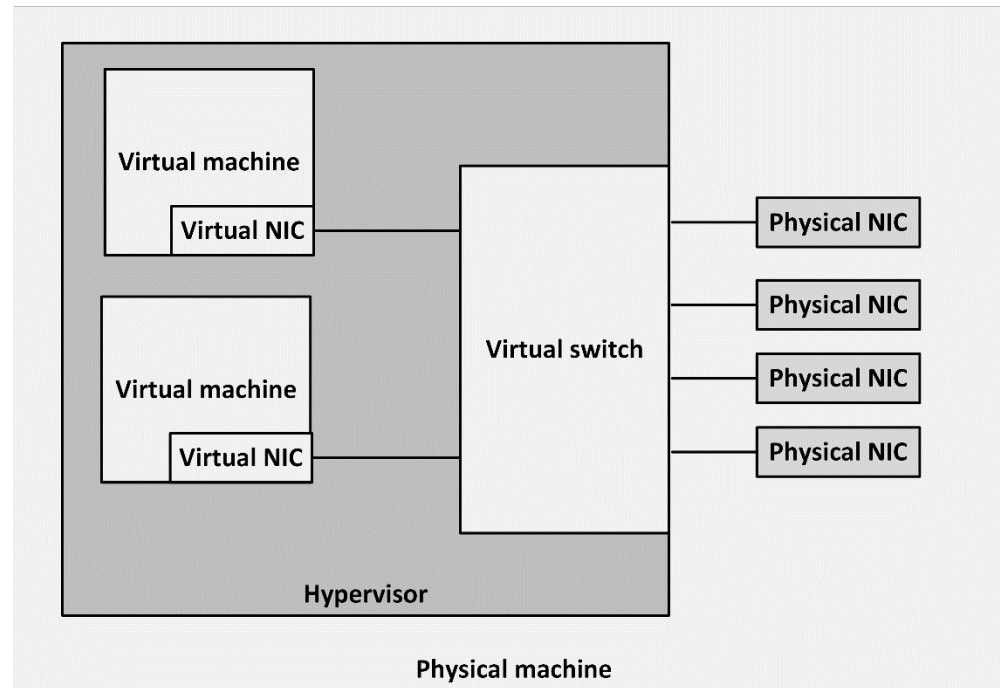 Virtual machine
Virtual NIC
Virtual machine
Virtual NIC
Virtual switch
Physical NIC
Physical NIC
Physical NIC
Physical NIC
Hypervisor
Physical machine